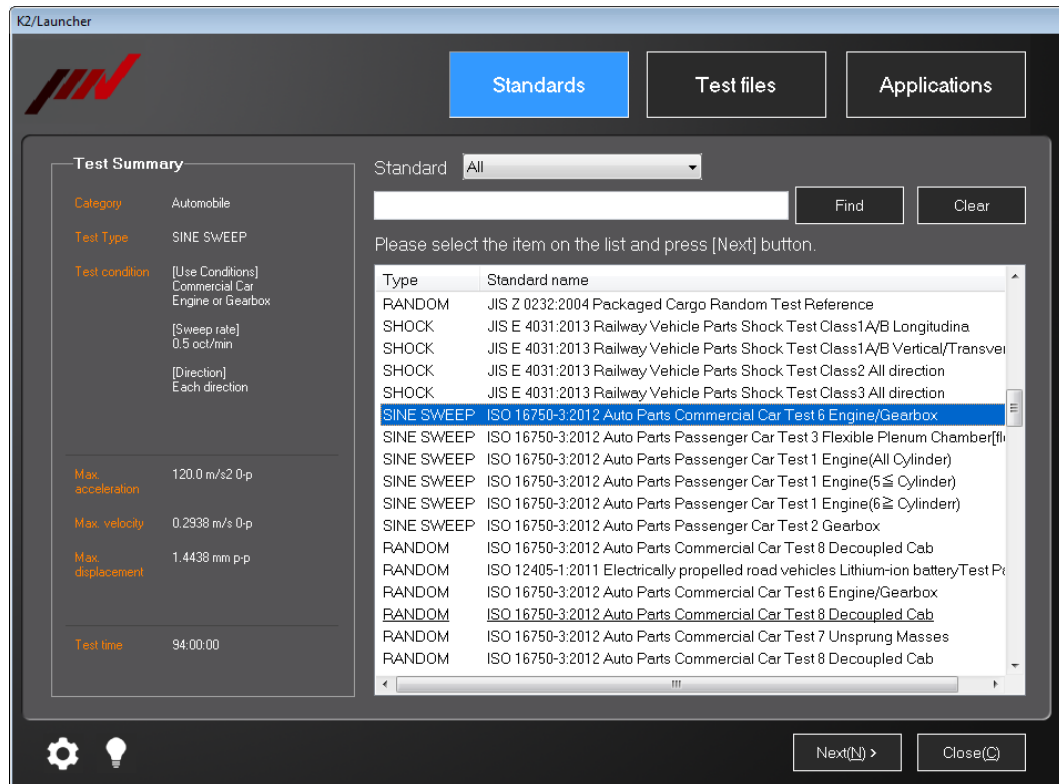 K2/Launcher
Standards
Test files
Applications
Test Summary
Category Automobile
Test Type SINE SWEEP
Test condition [Use Conditions]
Commercial Car
Engine or Gearbox
[Sweep rate]
0.5 oct/min
[Direction]
Each direction
Max.
acceleration
120.0 m/s2 0-p
Max. velocity 0.2938 m/s 0-p
Max.
displacement
1.4438 mm p-p
Test time 94:00:00
Standard All
Find
Clear
Please select the item on the list and press [Next] button.
Type Standard name
RANDOM JIS Z 0232:2004 Packaged Cargo Random Test Reference
SHOCK JIS E 4031:2013 Railway Vehicle Parts Shock Test Class1A/B Longitudina
SHOCK JIS E 4031:2013 Railway Vehicle Parts Shock Test Class1A/B Vertical/Transver
SHOCK JIS E 4031:2013 Railway Vehicle Parts Shock Test Class2 All direction
SHOCK JIS E 4031:2013 Railway Vehicle Parts Shock Test Class3 All direction
SINE SWEEP ISO 16750-3:2012 Auto Parts Commercial Car Test 6 Engine/Gearbox
SINE SWEEP ISO 16750-3:2012 Auto Parts Passenger Car Test 3 Flexible Plenum Chamber[fl
SINE SWEEP ISO 16750-3:2012 Auto Parts Passenger Car Test 1 Engine(All Cylinder)
SINE SWEEP ISO 16750-3:2012 Auto Parts Passenger Car Test 1 Engine(5≦ Cylinder)
SINE SWEEP ISO 16750-3:2012 Auto Parts Passenger Car Test 1 Engine(6≧ Cylinderr)
SINE SWEEP ISO 16750-3:2012 Auto Parts Passenger Car Test 2 Gearbox
RANDOM ISO 16750-3:2012 Auto Parts Commercial Car Test 8 Decoupled Cab
RANDOM ISO 12405-1:2011 Electrically propelled road vehicles Lithium-ion batteryTest Pa
RANDOM ISO 16750-3:2012 Auto Parts Commercial Car Test 6 Engine/Gearbox
RANDOM ISO 16750-3:2012 Auto Parts Commercial Car Test 8 Decoupled Cab
RANDOM ISO 16750-3:2012 Auto Parts Commercial Car Test 7 Unsprung Masses
RANDOM ISO 16750-3:2012 Auto Parts Commercial Car Test 8 Decoupled Cab
Next(N) >
Close(C)